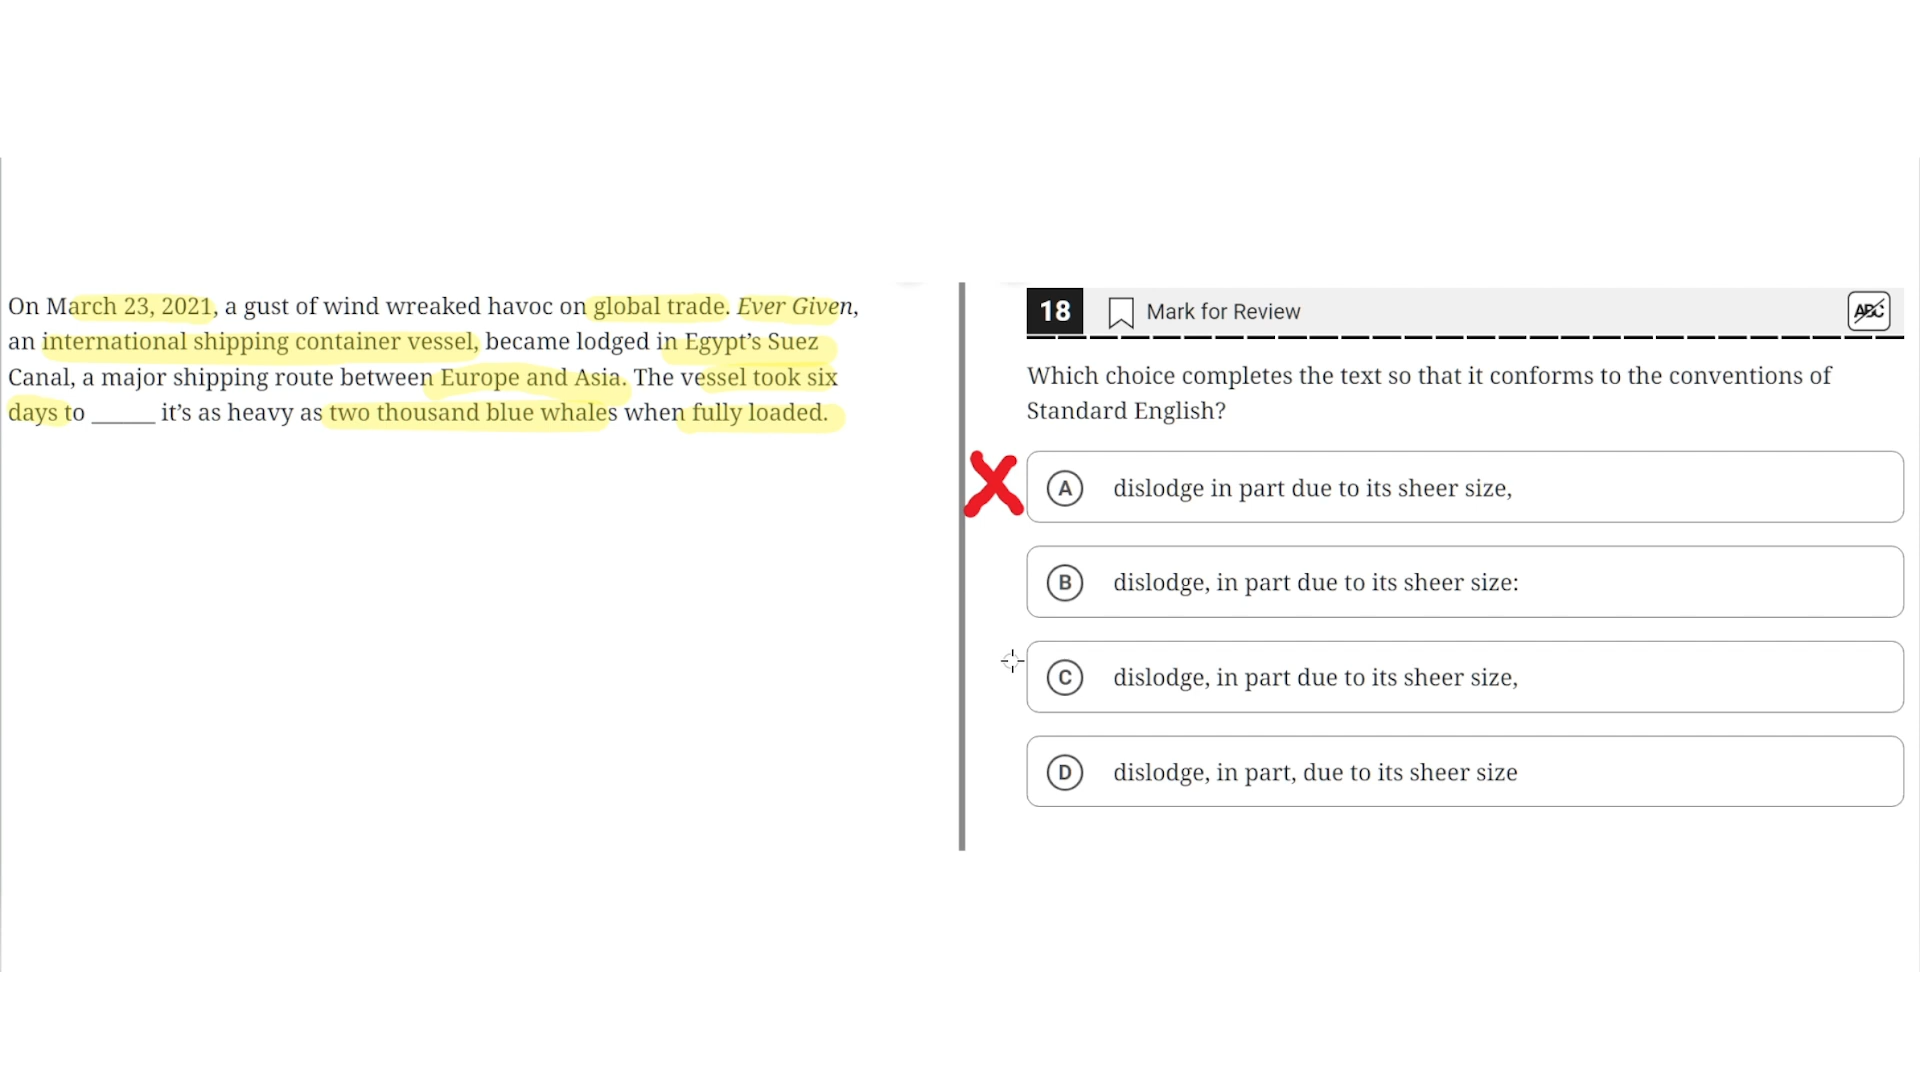 On March 23, 2021, a gust of wind wreaked havoc on global trade. Ever Given,
an international shipping container vessel, became lodged in Egypt’s Suez
Canal, a major shipping route between Europe and Asia. The vessel took six
days to ______ it’s as heavy as two thousand blue whales when fully loaded.
18 Mark for Review ABC
Which choice completes the text so that it conforms to the conventions of
Standard English?
A dislodge in part due to its sheer size,
B dislodge, in part due to its sheer size:
C dislodge, in part due to its sheer size,
D dislodge, in part, due to its sheer size